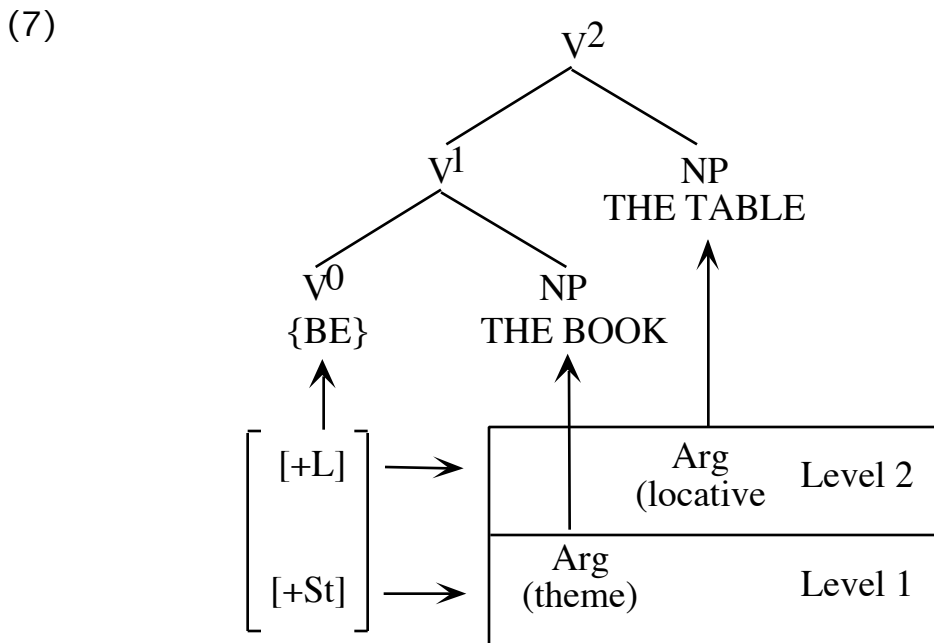 (7)
V2
V1 NP
THE TABLE
V0 NP
{BE} THE BOOK
[+L] Arg Level 2
(locative
[+St] Arg Level 1
(theme)